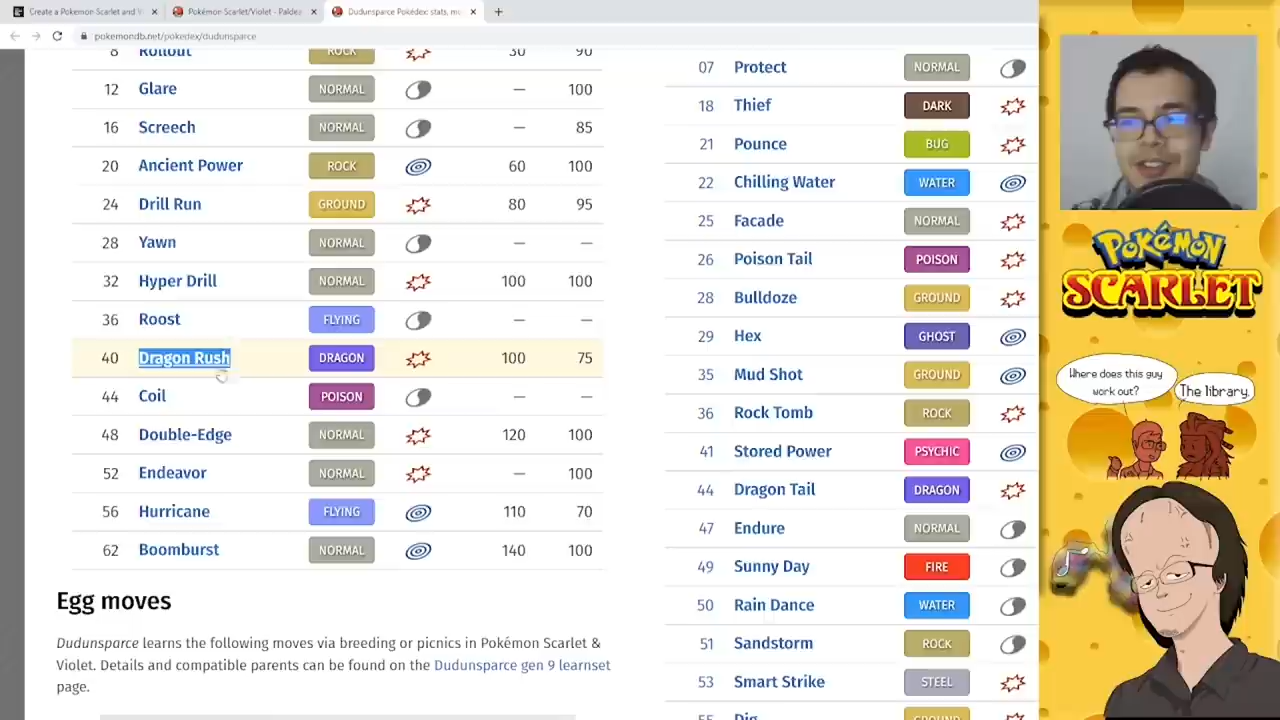 Create a Pokemon Scarlet and V
Pokémon Scarlet/Violet - Paldea
Dudunsparce Pokédex: stats, mo
pokemondb.net/pokedex/dudunsparce
8 Rollout ROCK 30 90
12 Glare NORMAL — 100
16 Screech NORMAL — 85
20 Ancient Power ROCK 60 100
24 Drill Run GROUND 80 95
28 Yawn NORMAL — —
32 Hyper Drill NORMAL 100 100
36 Roost FLYING — —
40 Dragon Rush DRAGON 100 75
44 Coil POISON — —
48 Double-Edge NORMAL 120 100
52 Endeavor NORMAL — 100
56 Hurricane FLYING 110 70
62 Boomburst NORMAL 140 100
Egg moves
Dudunsparce learns the following moves via breeding or picnics in Pokémon Scarlet &
Violet. Details and compatible parents can be found on the Dudunsparce gen 9 learnset
page.
07 Protect NORMAL
18 Thief DARK
21 Pounce BUG
22 Chilling Water WATER
25 Facade NORMAL
26 Poison Tail POISON
28 Bulldoze GROUND
29 Hex GHOST
35 Mud Shot GROUND
36 Rock Tomb ROCK
41 Stored Power PSYCHIC
44 Dragon Tail DRAGON
47 Endure NORMAL
49 Sunny Day FIRE
50 Rain Dance WATER
51 Sandstorm ROCK
53 Smart Strike STEEL
55 Dig GROUND
POKÉMON
SCARLET
Where does this guy
work out?
The library.